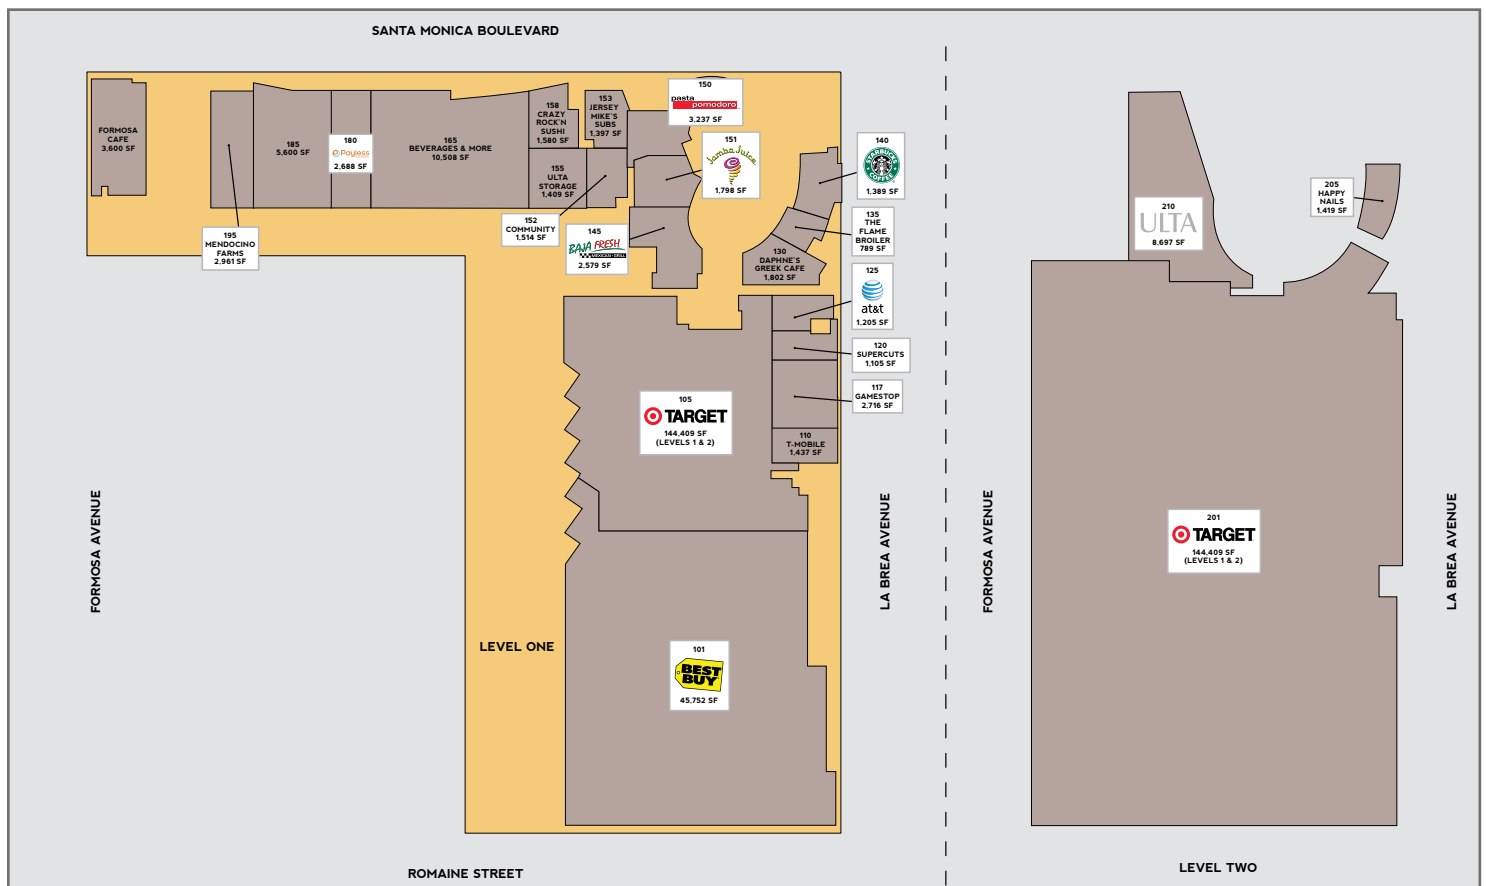 SANTA MONICA BOULEVARD
FORMOSA
CAFE
3,600 SF
195
MENDOCINO
FARMS
2,961 SF
185
5,600 SF
180
Payless
2,688 SF
165
BEVERAGES & MORE
10,508 SF
158
CRAZY
ROCK'N
SUSHI
1,580 SF
155
ULTA
STORAGE
1,409 SF
153
JERSEY
MIKE'S
SUBS
1,397 SF
152
COMMUNITY
1,514 SF
150
pasta
pomodoro
3,237 SF
151
Jamba Juice
1,798 SF
145
BAJA FRESH
MEXICAN GRILL
2,579 SF
140
STARBUCKS
COFFEE
1,389 SF
135
THE
FLAME
BROILER
789 SF
130
DAPHNE'S
GREEK CAFE
1,802 SF
125
at&t
1,205 SF
120
SUPERCUTS
1,105 SF
117
GAMESTOP
2,716 SF
110
T-MOBILE
1,437 SF
105
TARGET
144,409 SF
(LEVELS 1 & 2)
101
BEST
BUY
45,752 SF
LEVEL ONE
FORMOSA AVENUE
LA BREA AVENUE
ROMAINE STREET
210
ULTA
8,697 SF
205
HAPPY
NAILS
1,419 SF
201
TARGET
144,409 SF
(LEVELS 1 & 2)
FORMOSA AVENUE
LA BREA AVENUE
LEVEL TWO